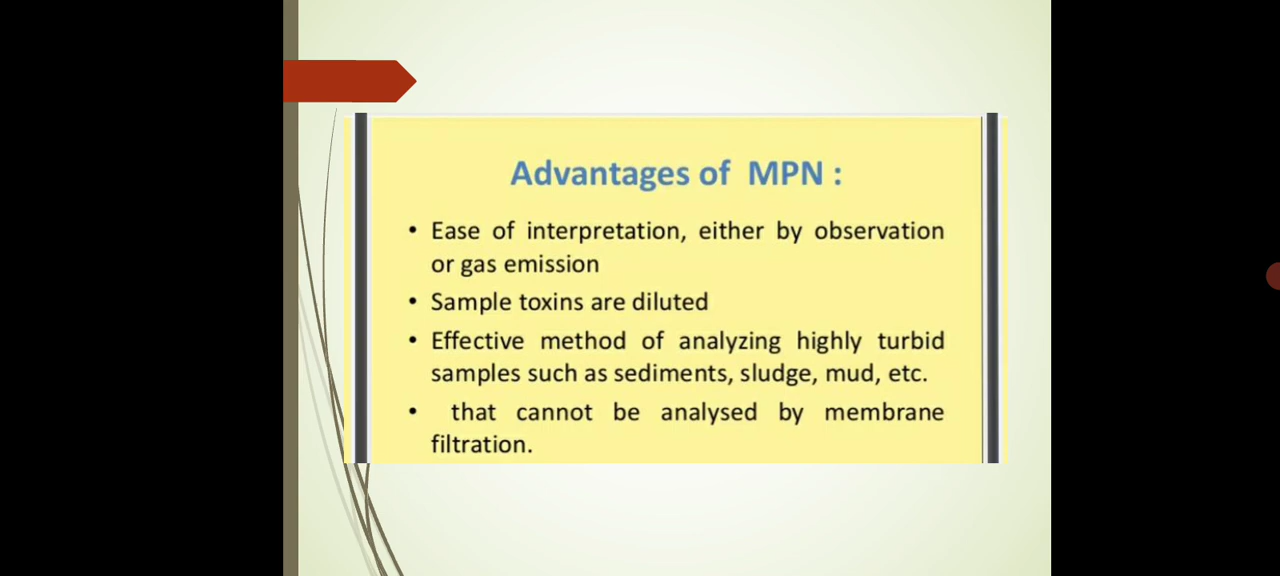 Advantages of MPN :
• Ease of interpretation, either by observation
or gas emission
• Sample toxins are diluted
• Effective method of analyzing highly turbid
samples such as sediments, sludge, mud, etc.
• that cannot be analysed by membrane
filtration.